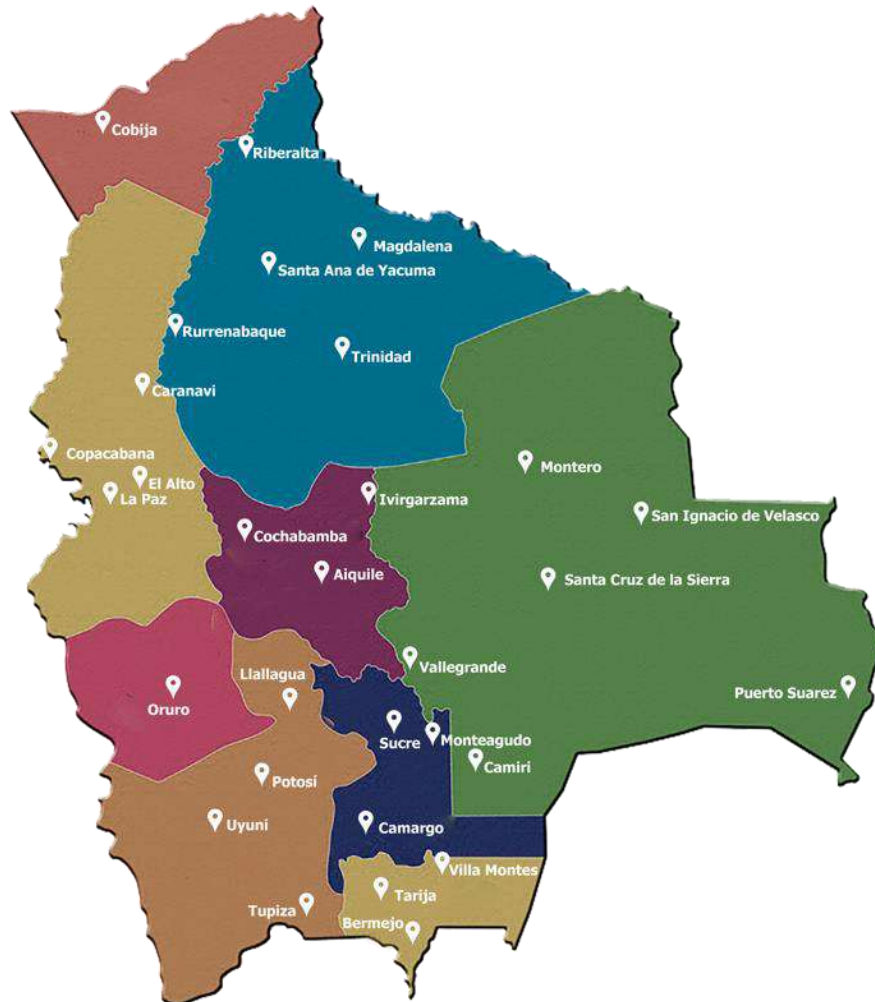 Cobija
Riberalta
Magdalena
Santa Ana de Yacuma
Rurrenabaque
Trinidad
Caranavi
Copacabana
Montero
El Alto
La Paz
Ivirgarzama
San Ignacio de Velasco
Cochabamba
Aiquile
Santa Cruz de la Sierra
Vallegrande
Llallagua
Oruro
Puerto Suarez
Sucre
Monteagudo
Camiri
Potosí
Uyuni
Camargo
Villa Montes
Tarija
Tupiza
Bermejo